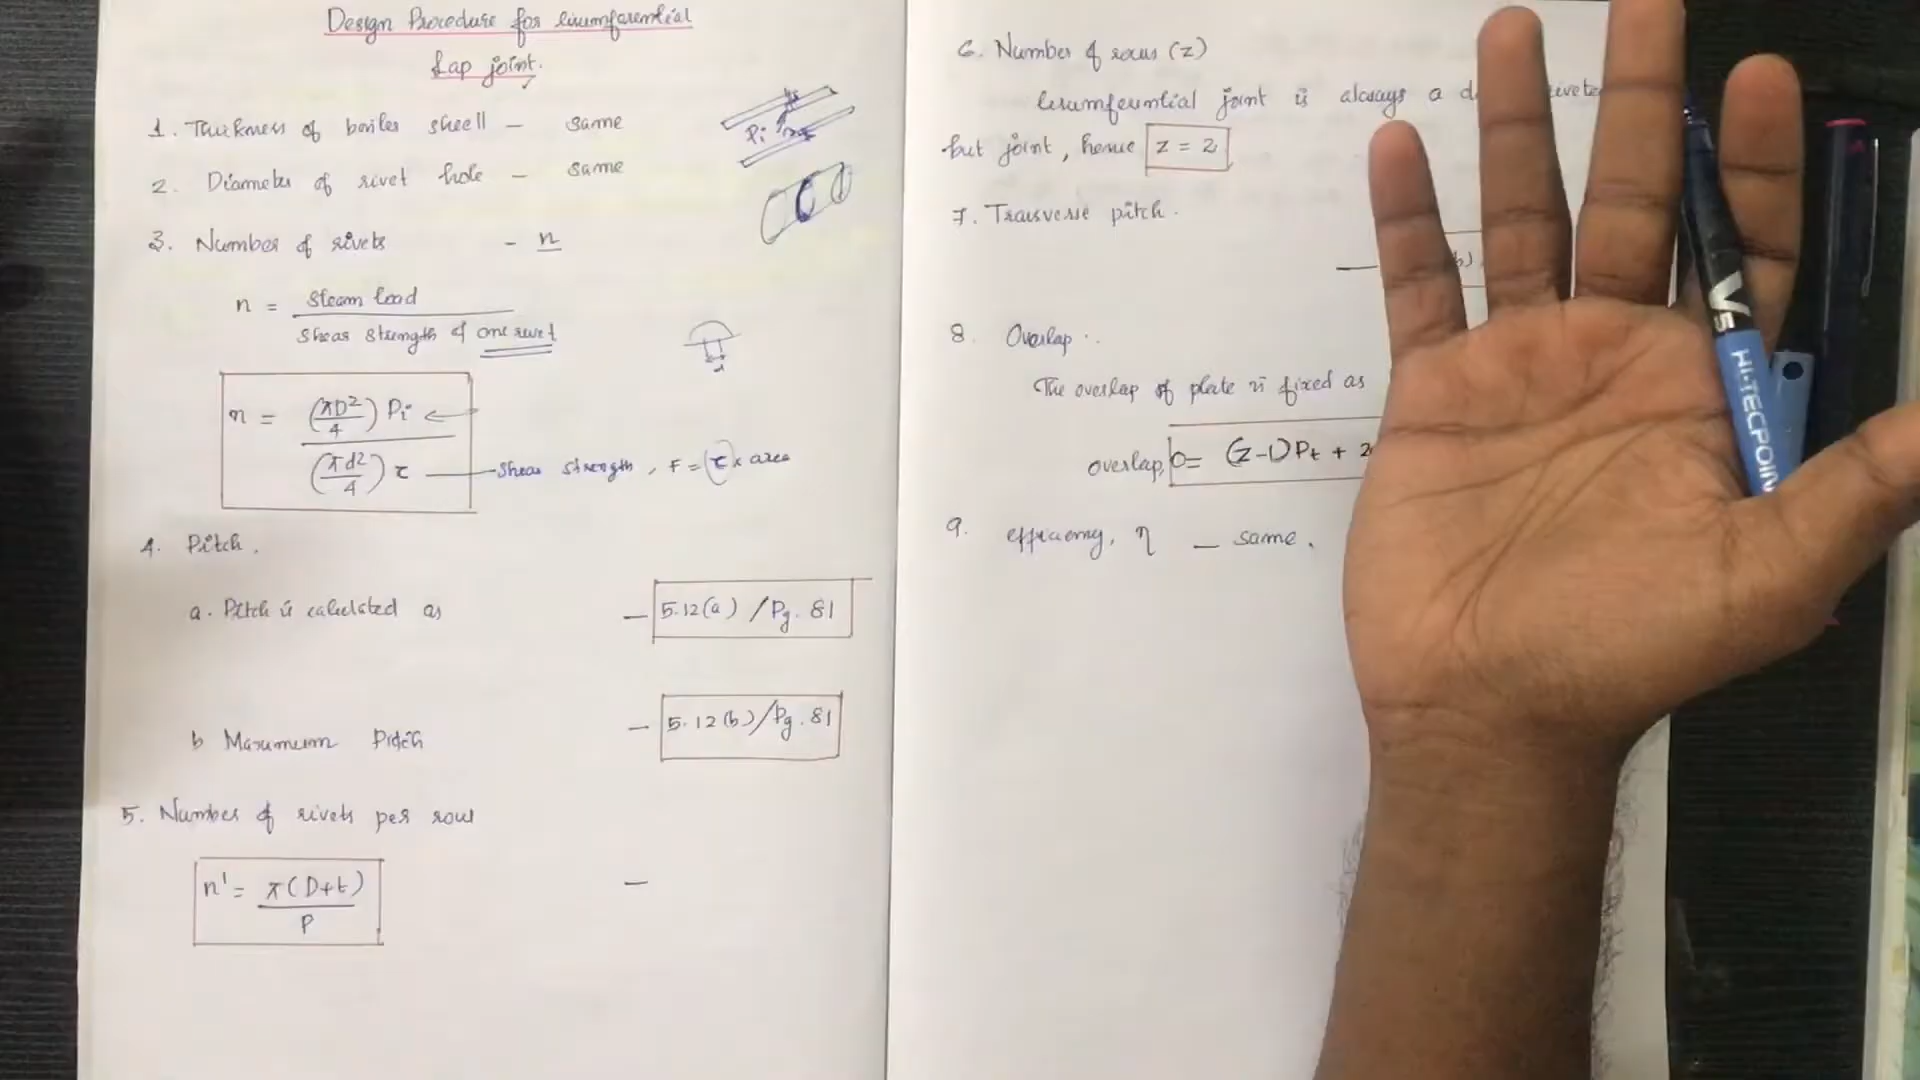 Design Procedure for Circumferential
Lap joint.
1. Thickness of boiler shell - same
2. Diameter of rivet hole - same
3. Number of rivets - n
n = Steam load
Shear strength of one rivet
n = (πD²/4) Pi
(πd²/4) τ
Shear strength, F = τ x area
4. Pitch.
a. Pitch is calculated as - 5.12(a) / Pg. 81
b Maximum Pitch - 5.12(b)/Pg. 81
5. Number of rivets per row
n' = π(D+t)
P
-
Pi
d
6. Number of rows (z)
Circumferential joint is always a
but joint, hence z = 2
7. Trasverse pitch.
-
8. Overlap.
The overlap of plate is fixed as
overlap, O = (z-1)Pt + 2
9. efficiency, η - same.
V5
HI-TECPOIN